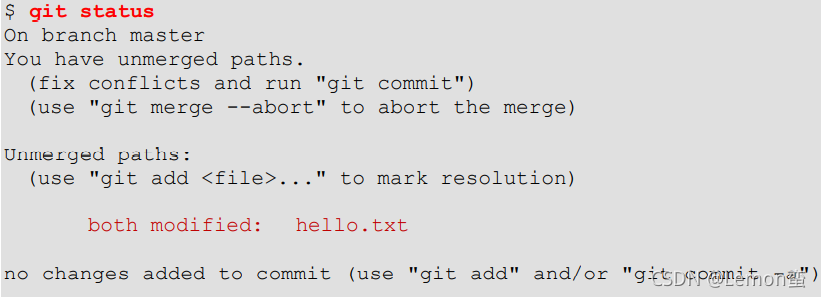 $ git status
On branch master
You have unmerged paths.
(fix conflicts and run "git commit")
(use "git merge --abort" to abort the merge)
Unmerged paths:
(use "git add <file>..." to mark resolution)
both modified: hello.txt
no changes added to commit (use "git add" and/or "git commit -a")
CSDN @Lemon蛍